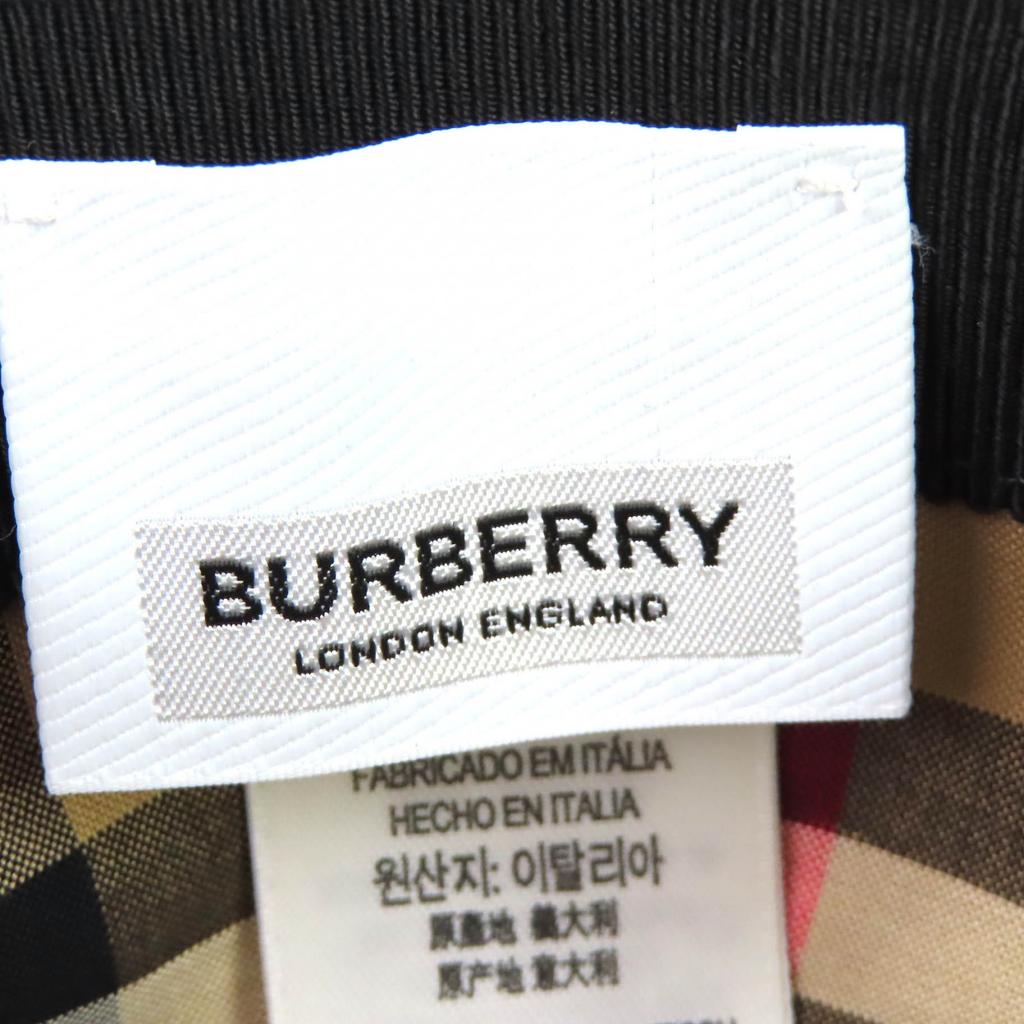 BURBERRY
LONDON ENGLAND
FABRICADO EM ITÁLIA
HECHO EN ITALIA
원산지: 이탈리아
原產地 義大利
原产地 意大利